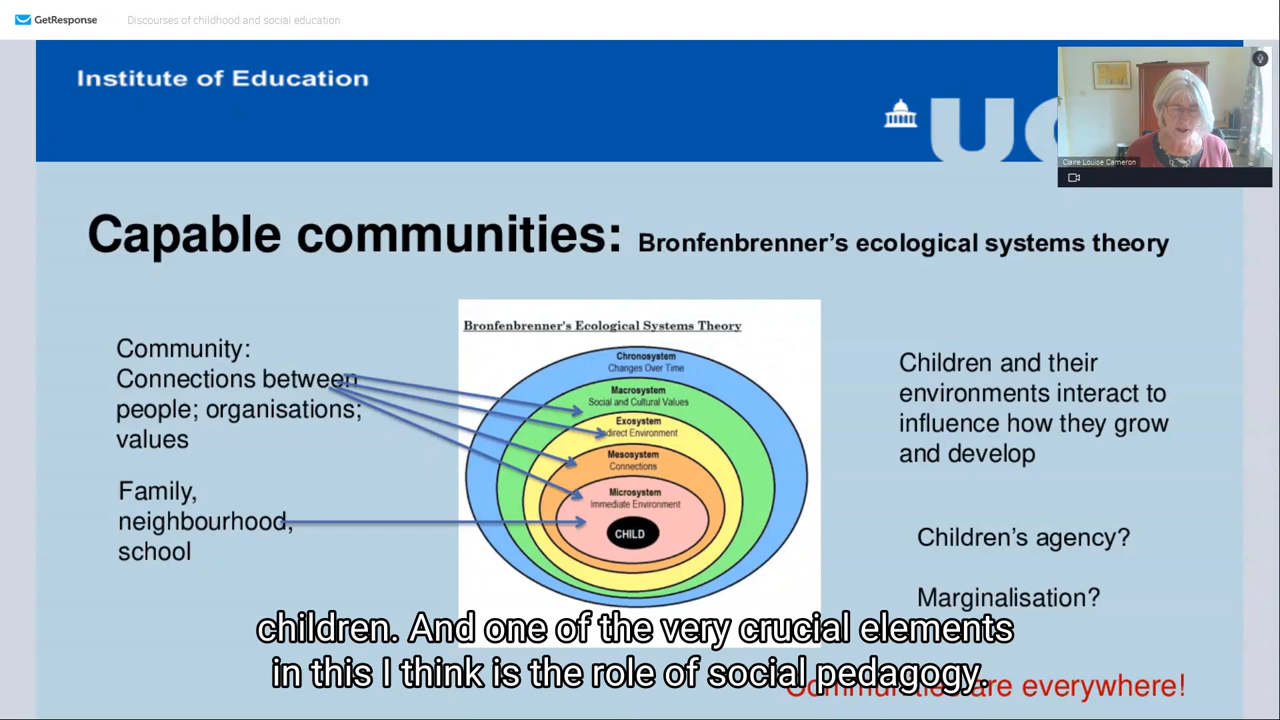 GetResponse
Discourses of childhood and social education
Institute of Education
Claire Louise Cameron
Capable communities: Bronfenbrenner's ecological systems theory
Community:
Connections between
people; organisations;
values
Family,
neighbourhood,
school
Bronfenbrenner's Ecological Systems Theory
Chronosystem
Changes Over Time
Macrosystem
Social and Cultural Values
Exosystem
Environment
Mesosystem
Connections
Microsystem
Immediate Environment
CHILD
Children and their
environments interact to
influence how they grow
and develop
Children's agency?
Marginalisation?
children. And one of the very crucial elements
in this I think is the role of social pedagogy.
are everywhere!